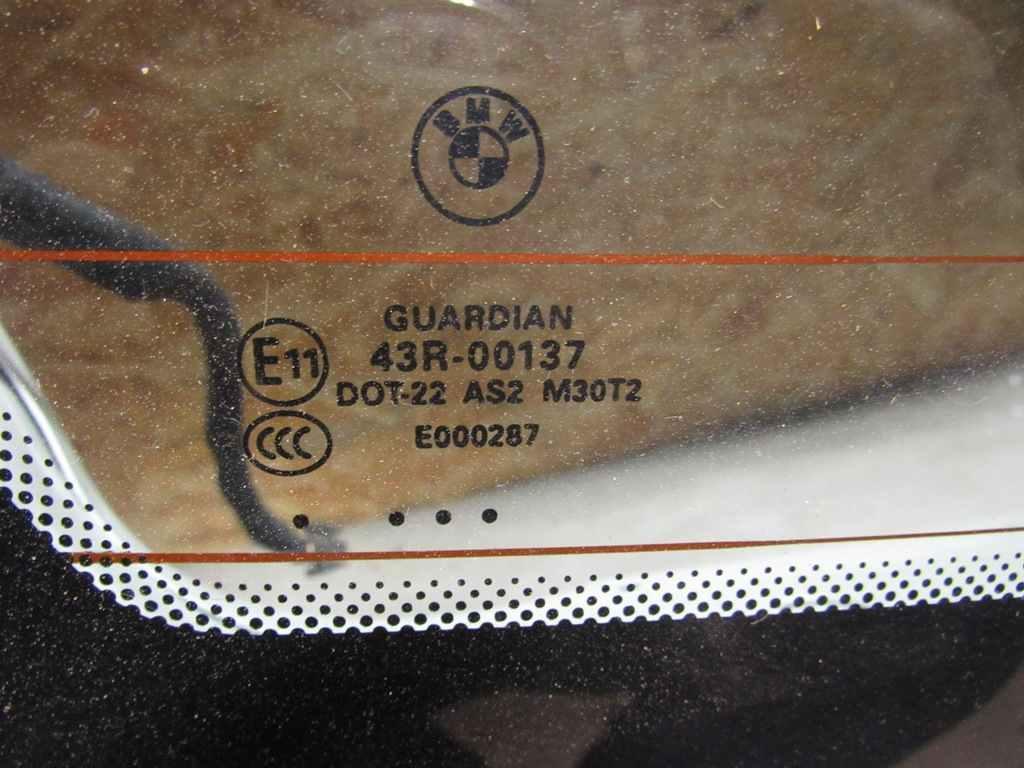 BMW
GUARDIAN
E11 43R-00137
DOT-22 AS2 M30T2
CCC E000287